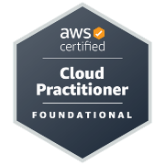 aws
certified
Cloud
Practitioner
FOUNDATIONAL